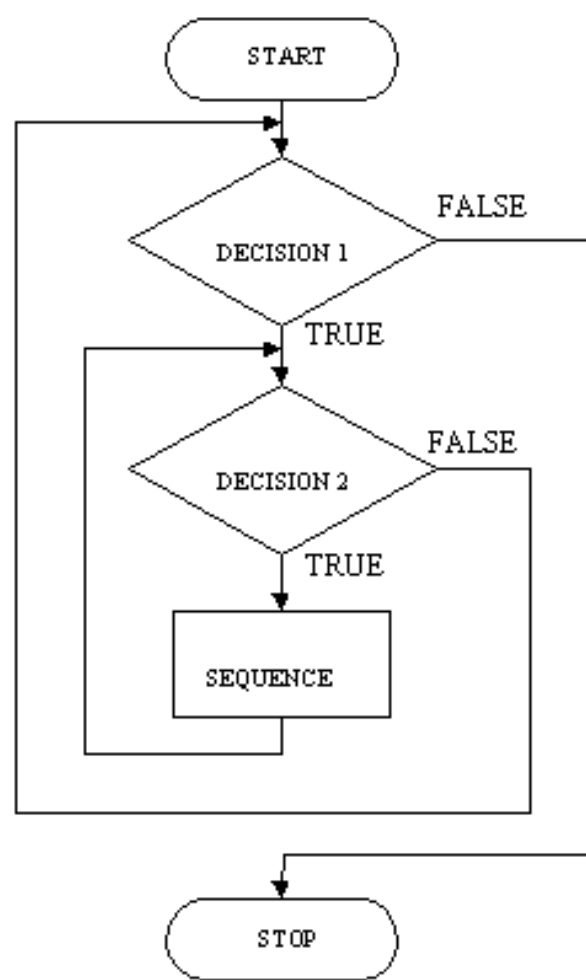 START
FALSE
DECISION 1
TRUE
FALSE
DECISION 2
TRUE
SEQUENCE
STOP